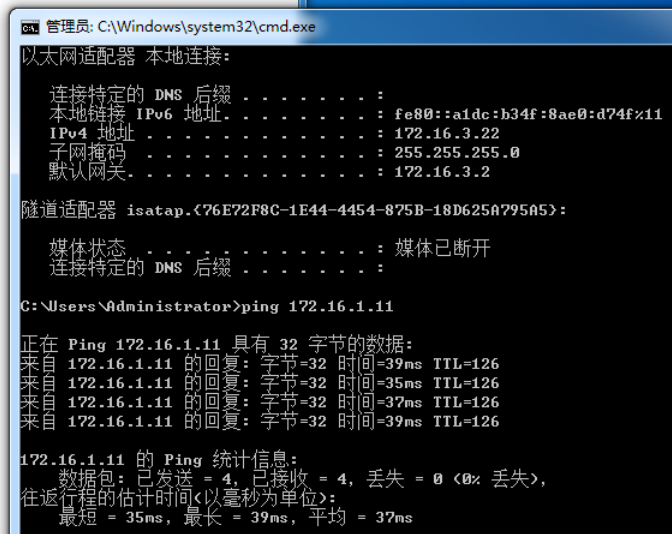 管理员: C:\Windows\system32\cmd.exe
以太网适配器 本地连接:
连接特定的 DNS 后缀 . . . . . . . :
本地链接 IPv6 地址. . . . . . . . : fe80::a1dc:b34f:8ae0:d74f%11
IPv4 地址 . . . . . . . . . . . . : 172.16.3.22
子网掩码 . . . . . . . . . . . . : 255.255.255.0
默认网关. . . . . . . . . . . . . : 172.16.3.2
隧道适配器 isatap.{76E72F8C-1E44-4454-875B-18D625A795A5}:
媒体状态 . . . . . . . . . . . . : 媒体已断开
连接特定的 DNS 后缀 . . . . . . . :
C:\Users\Administrator>ping 172.16.1.11
正在 Ping 172.16.1.11 具有 32 字节的数据:
来自 172.16.1.11 的回复: 字节=32 时间=39ms TTL=126
来自 172.16.1.11 的回复: 字节=32 时间=35ms TTL=126
来自 172.16.1.11 的回复: 字节=32 时间=37ms TTL=126
来自 172.16.1.11 的回复: 字节=32 时间=39ms TTL=126
172.16.1.11 的 Ping 统计信息:
数据包: 已发送 = 4, 已接收 = 4, 丢失 = 0 (0% 丢失),
往返行程的估计时间(以毫秒为单位):
最短 = 35ms, 最长 = 39ms, 平均 = 37ms